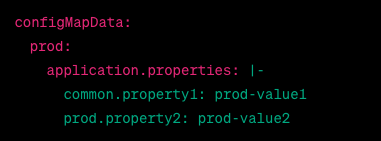 configMapData:
  prod:
    application.properties: |-
      common.property1: prod-value1
      prod.property2: prod-value2